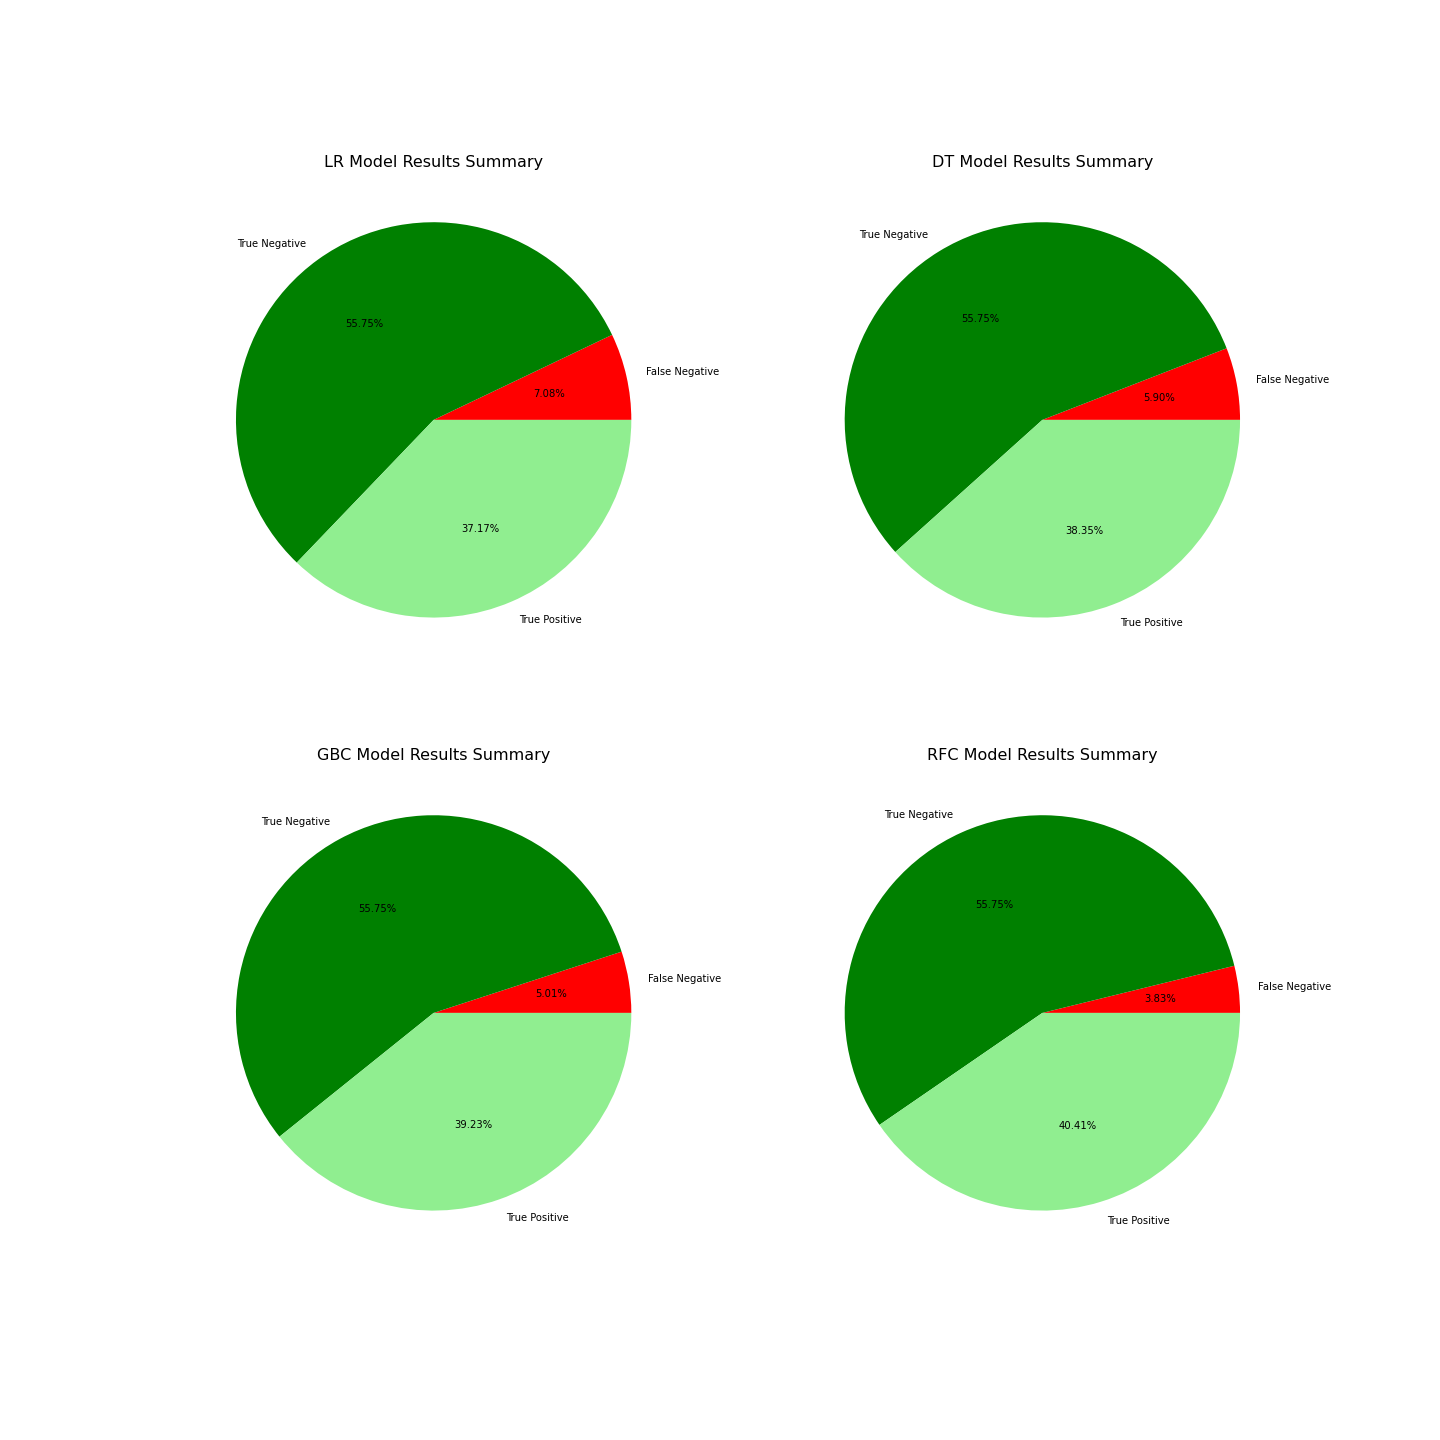 LR Model Results Summary
True Negative
55.75%
False Negative
7.08%
37.17%
True Positive
DT Model Results Summary
True Negative
55.75%
False Negative
5.90%
38.35%
True Positive
GBC Model Results Summary
True Negative
55.75%
False Negative
5.01%
39.23%
True Positive
RFC Model Results Summary
True Negative
55.75%
False Negative
3.83%
40.41%
True Positive